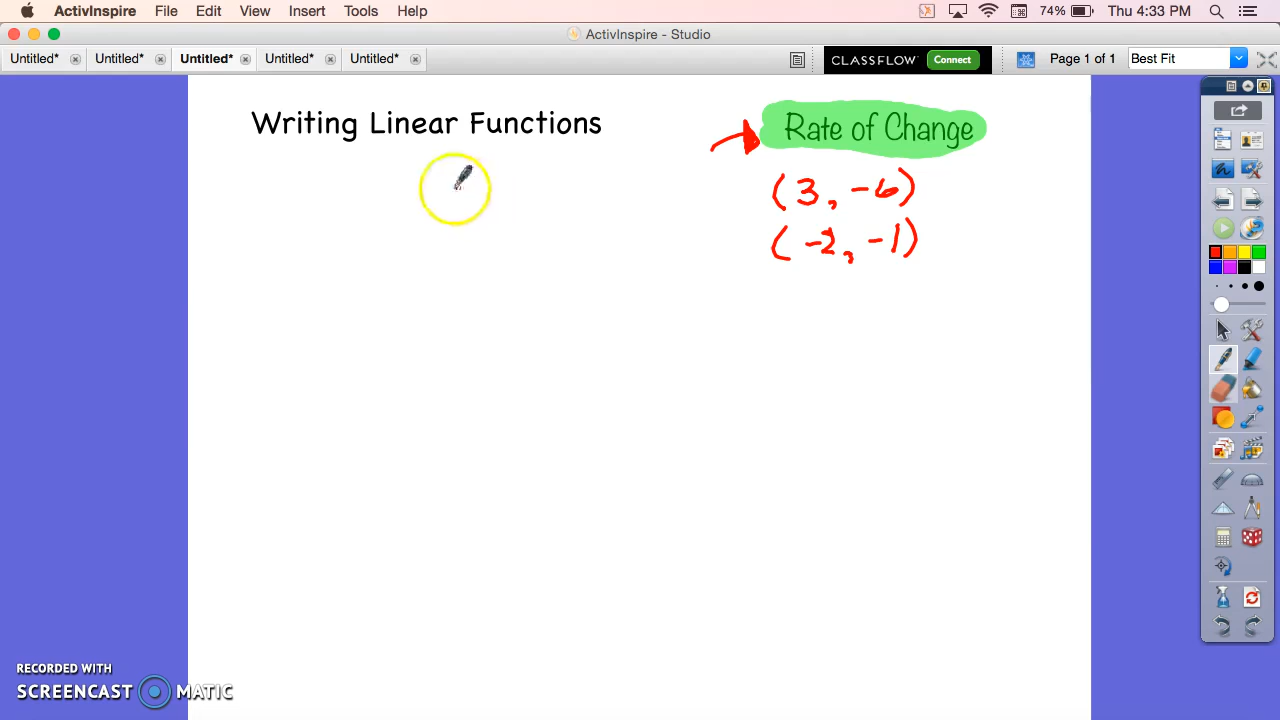 ActivInspire File Edit View Insert Tools Help 74% Thu 4:33 PM
ActivInspire - Studio
Untitled* Untitled* Untitled* Untitled* Untitled* CLASSFLOW Connect Page 1 of 1 Best Fit
Writing Linear Functions
Rate of Change
(3, -6)
(-2, -1)
RECORDED WITH
SCREENCAST MATIC